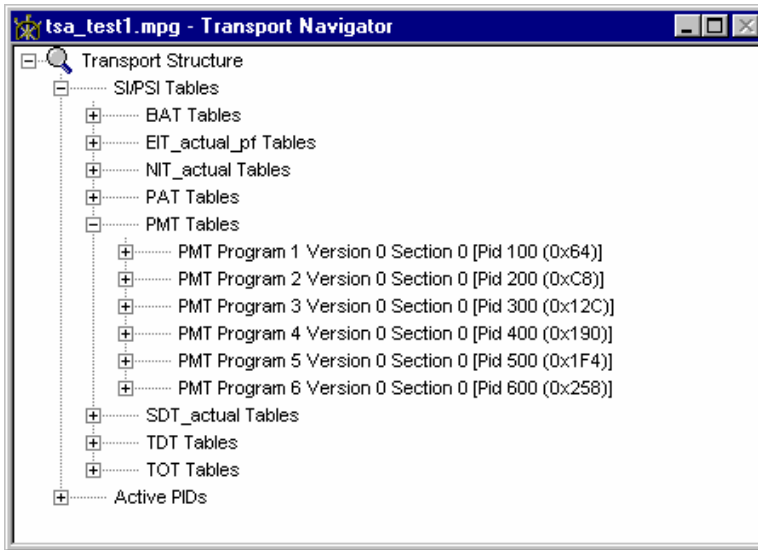 tsa_test1.mpg - Transport Navigator
Transport Structure
SI/PSI Tables
BAT Tables
EIT_actual_pf Tables
NIT_actual Tables
PAT Tables
PMT Tables
PMT Program 1 Version 0 Section 0 [Pid 100 (0x64)]
PMT Program 2 Version 0 Section 0 [Pid 200 (0xC8)]
PMT Program 3 Version 0 Section 0 [Pid 300 (0x12C)]
PMT Program 4 Version 0 Section 0 [Pid 400 (0x190)]
PMT Program 5 Version 0 Section 0 [Pid 500 (0x1F4)]
PMT Program 6 Version 0 Section 0 [Pid 600 (0x258)]
SDT_actual Tables
TDT Tables
TOT Tables
Active PIDs